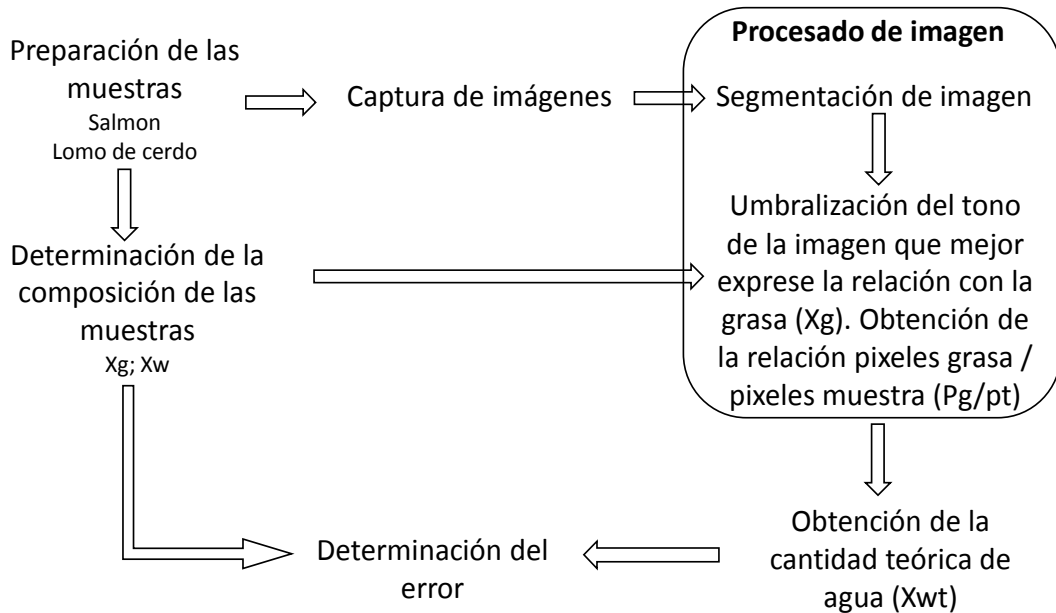 Preparación de las
muestras
Salmon
Lomo de cerdo
Captura de imágenes
Procesado de imagen
Segmentación de imagen
Umbralización del tono
de la imagen que mejor
exprese la relación con la
grasa (Xg). Obtención de
la relación pixeles grasa /
pixeles muestra (Pg/pt)
Determinación de la
composición de las
muestras
Xg; Xw
Obtención de la
cantidad teórica de
agua (Xwt)
Determinación del
error